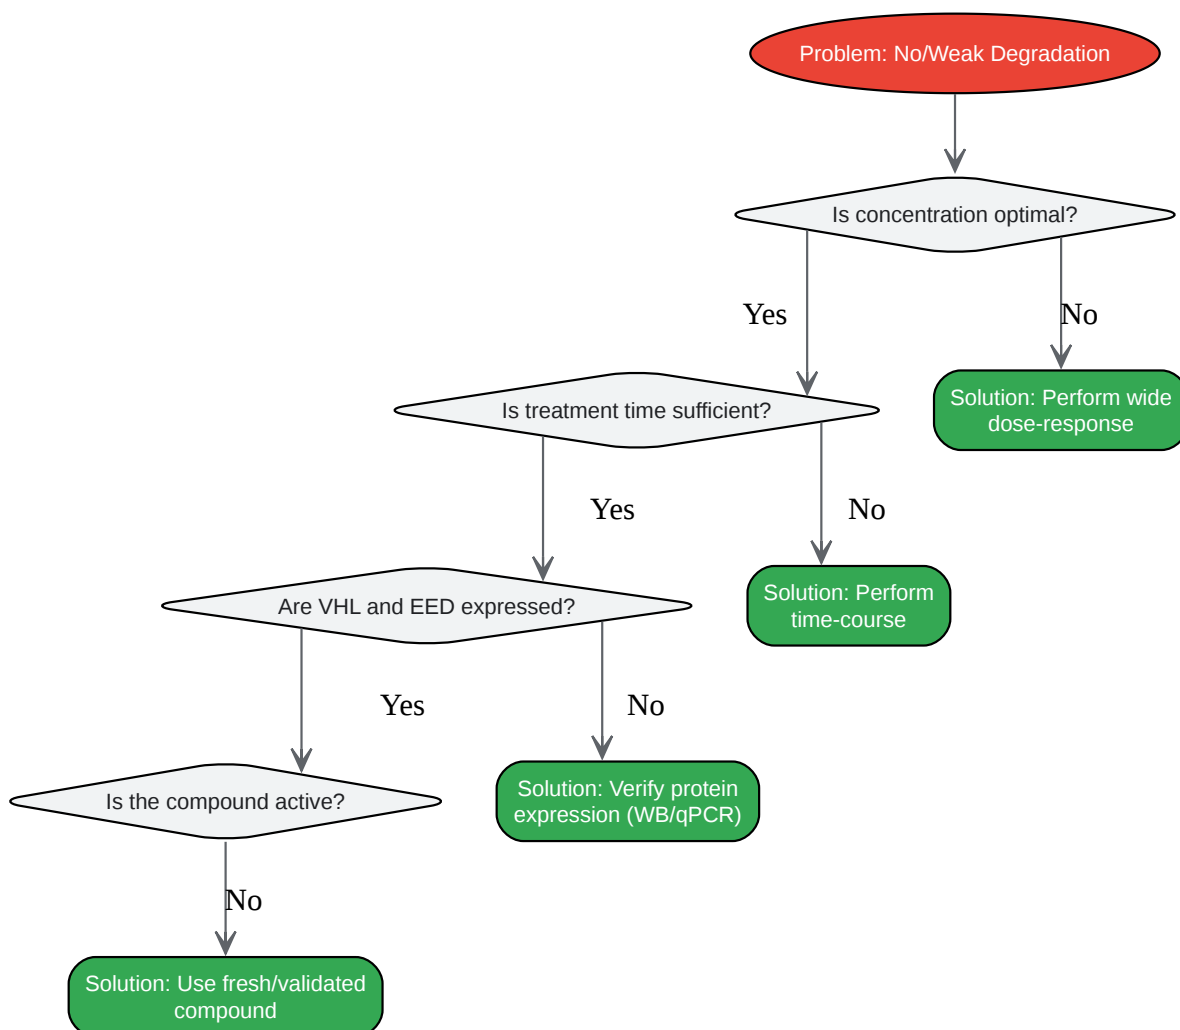 Problem: No/Weak Degradation
Is concentration optimal?
Yes
No
Solution: Perform wide
dose-response
Is treatment time sufficient?
Yes
No
Solution: Perform
time-course
Are VHL and EED expressed?
Yes
No
Solution: Verify protein
expression (WB/qPCR)
Is the compound active?
No
Solution: Use fresh/validated
compound